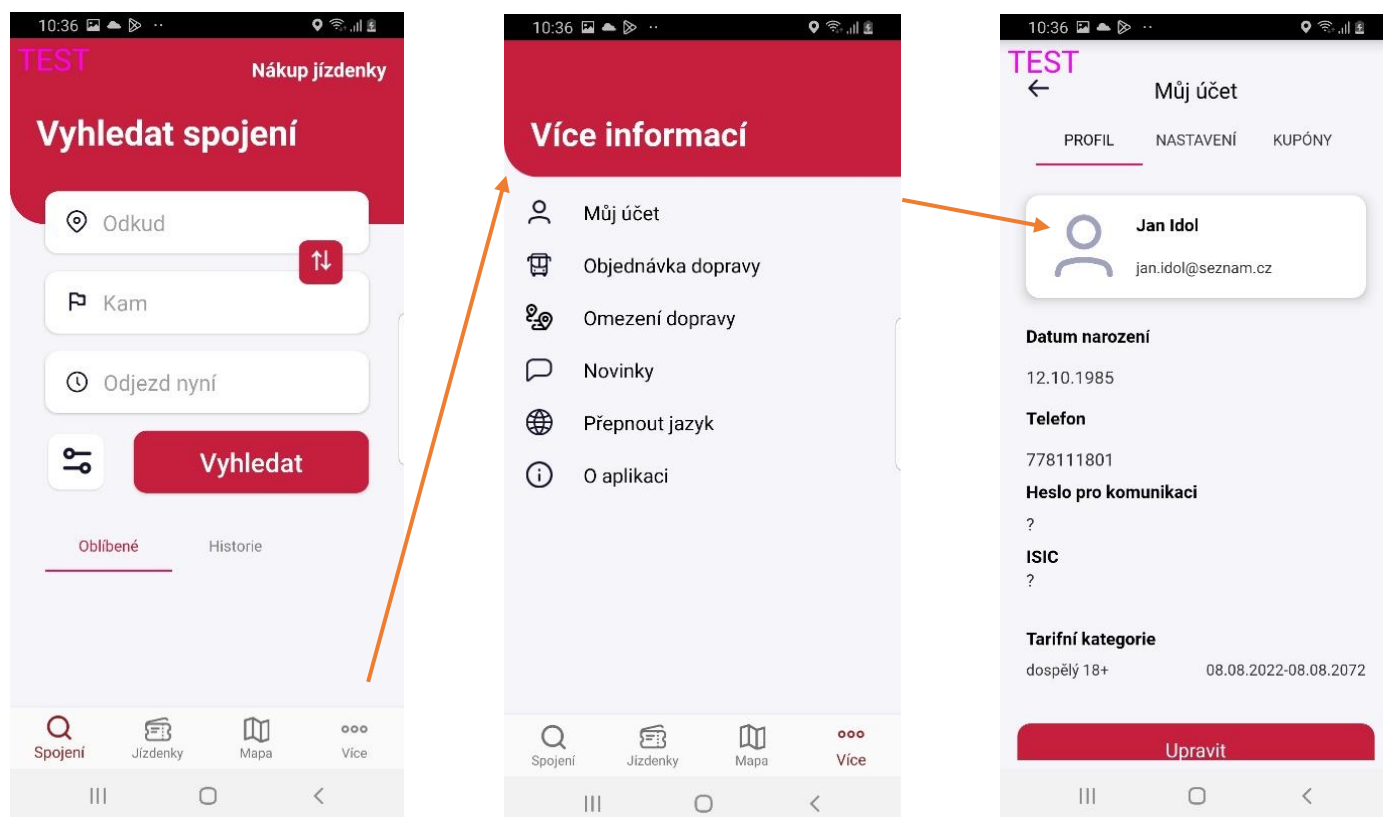 10:36
TEST
Nákup jízdenky
Vyhledat spojení
Odkud
Kam
Odjezd nyní
Vyhledat
Oblíbené Historie
Spojení Jízdenky Mapa Více
10:36
Více informací
Můj účet
Objednávka dopravy
Omezení dopravy
Novinky
Přepnout jazyk
O aplikaci
Spojení Jízdenky Mapa Více
10:36
TEST
Můj účet
PROFIL NASTAVENÍ KUPÓNY
Jan Idol
jan.idol@seznam.cz
Datum narození
12.10.1985
Telefon
778111801
Heslo pro komunikaci
?
ISIC
?
Tarifní kategorie
dospělý 18+ 08.08.2022-08.08.2072
Upravit